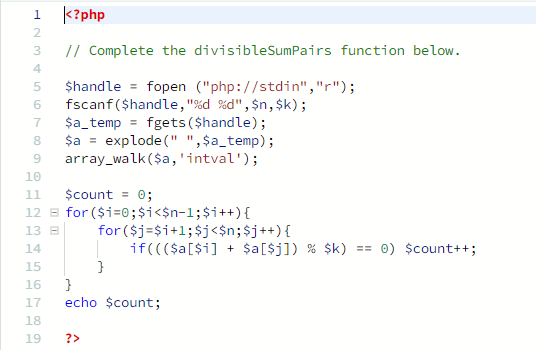 1 <?php
2
3 // Complete the divisibleSumPairs function below.
4
5 $handle = fopen ("php://stdin","r");
6 fscanf($handle,"%d %d",$n,$k);
7 $a_temp = fgets($handle);
8 $a = explode(" ",$a_temp);
9 array_walk($a,'intval');
10
11 $count = 0;
12 for($i=0;$i<$n-1;$i++){
13     for($j=$i+1;$j<$n;$j++){
14         if((($a[$i] + $a[$j]) % $k) == 0) $count++;
15     }
16 }
17 echo $count;
18
19 ?>